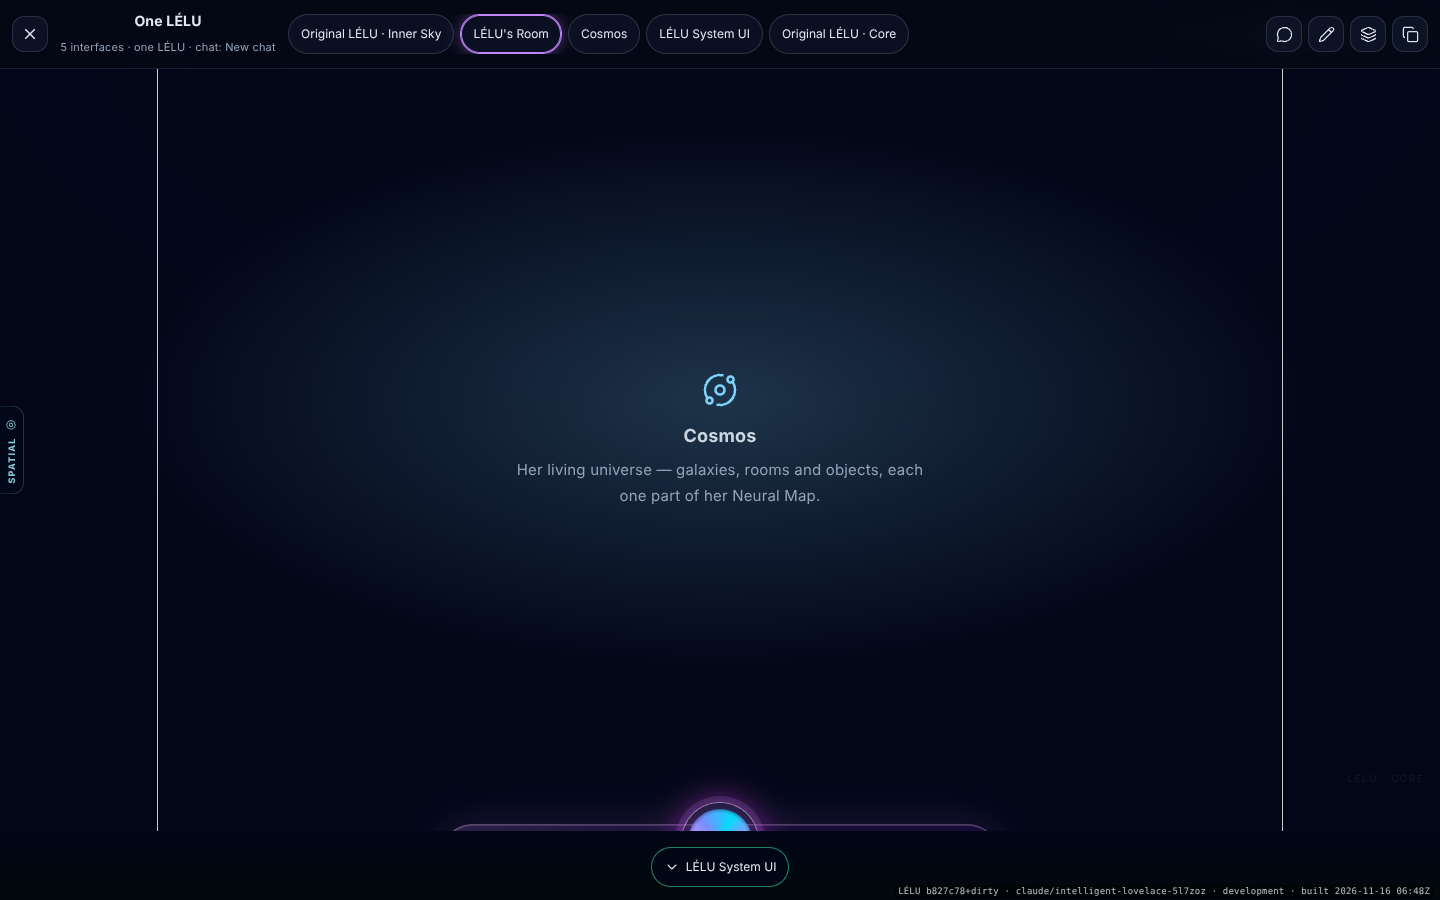 One LÉLU
5 interfaces · one LÉLU · chat: New chat
Original LÉLU · Inner Sky
LÉLU's Room
Cosmos
LÉLU System UI
Original LÉLU · Core
SPATIAL
Cosmos
Her living universe — galaxies, rooms and objects, each
one part of her Neural Map.
LÉLU CORE
LÉLU System UI
LÉLU b827c78+dirty · claude/intelligent-lovelace-5l7zoz · development · built 2026-11-16 06:48Z